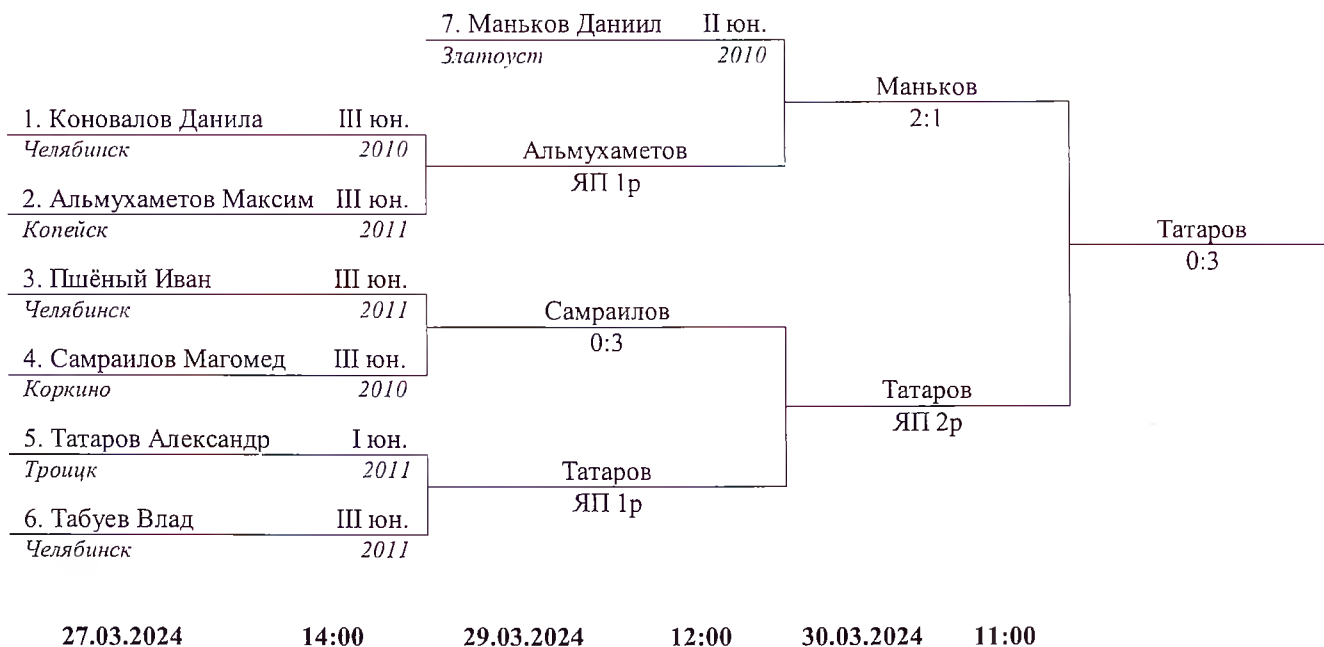 7. Маньков Даниил II юн.
Златоуст 2010
Маньков
2:1
1. Коновалов Данила III юн.
Челябинск 2010
Альмухаметов
ЯП 1р
2. Альмухаметов Максим III юн.
Копейск 2011
Татаров
0:3
3. Пшёный Иван III юн.
Челябинск 2011
Самраилов
0:3
4. Самраилов Магомед III юн.
Коркино 2010
Татаров
ЯП 2р
5. Татаров Александр I юн.
Троицк 2011
Татаров
ЯП 1р
6. Табуев Влад III юн.
Челябинск 2011
27.03.2024 14:00 29.03.2024 12:00 30.03.2024 11:00